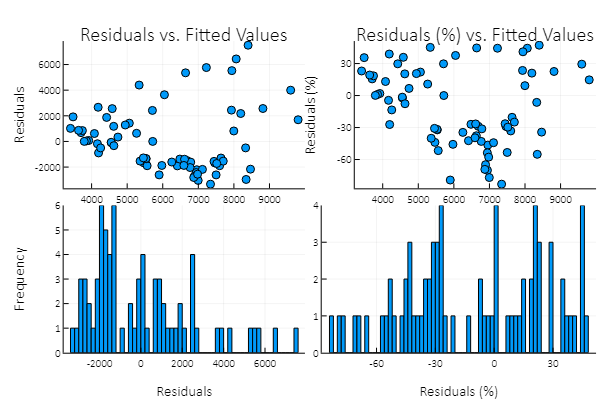 Residuals vs. Fitted Values
Residuals (%) vs. Fitted Values
Residuals
6000
4000
2000
0
-2000
4000 5000 6000 7000 8000 9000
Residuals (%)
30
0
-30
-60
4000 5000 6000 7000 8000 9000
Frequency
6
5
4
3
2
1
0
-2000 0 2000 4000 6000
Residuals
4
3
2
1
0
-60 -30 0 30
Residuals (%)